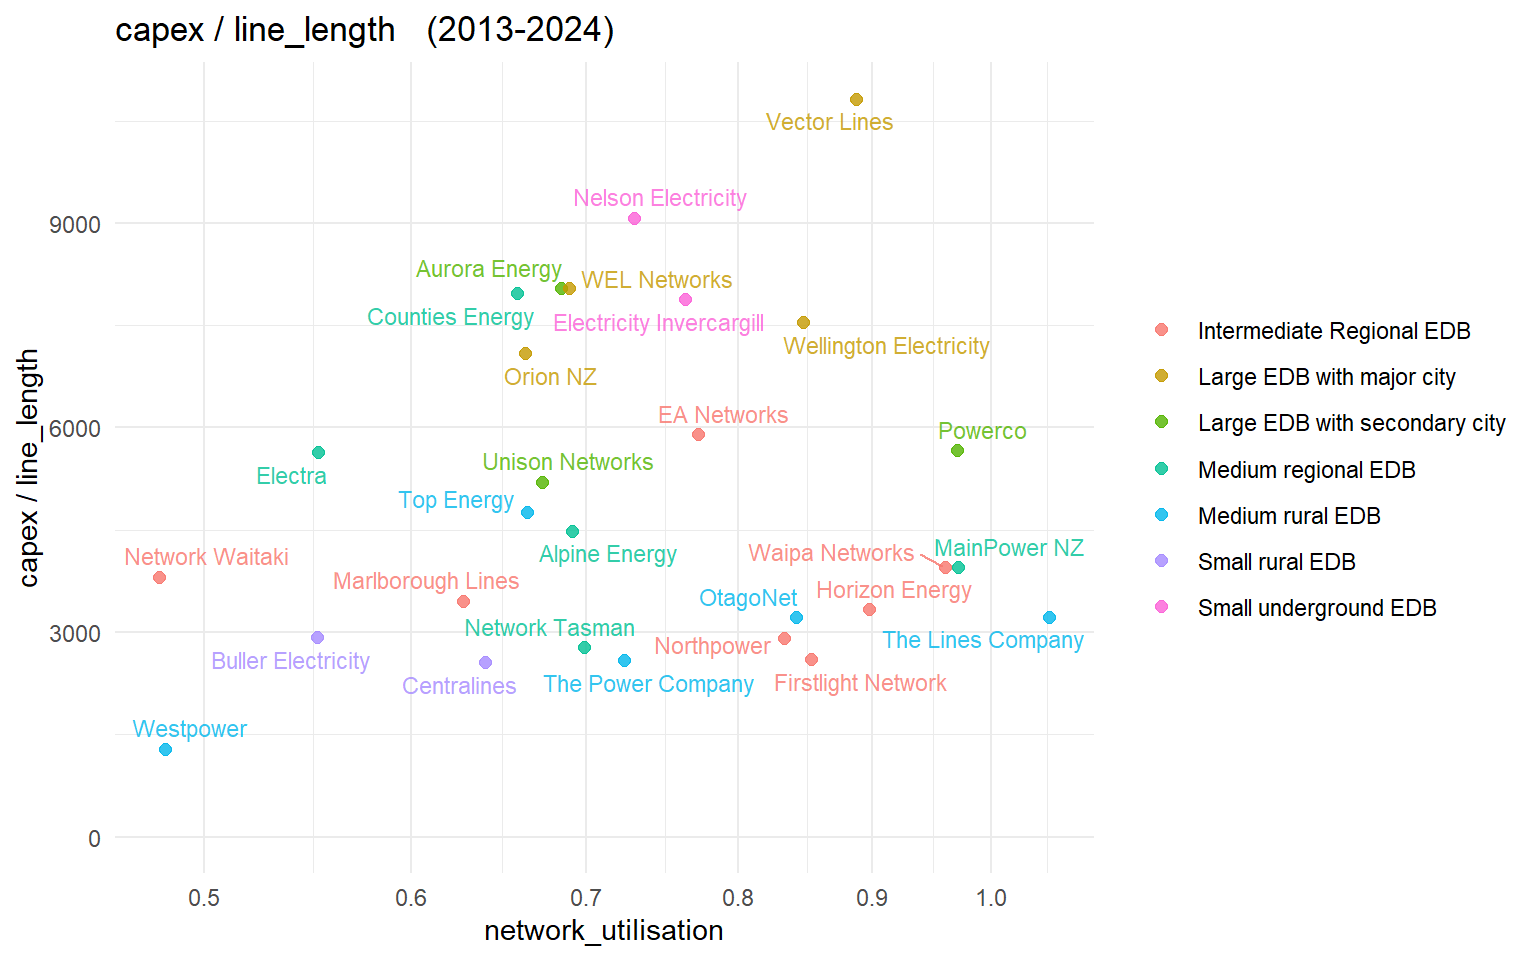 capex / line_length   (2013-2024)
Vector Lines
Nelson Electricity
9000
Aurora Energy
WEL Networks
Counties Energy
Electricity Invercargill
Wellington Electricity
Orion NZ
EA Networks
6000
Powerco
Unison Networks
Electra
Top Energy
Alpine Energy
Waipa Networks
MainPower NZ
Network Waitaki
Marlborough Lines
Horizon Energy
OtagoNet
Network Tasman
3000
The Lines Company
Northpower
Buller Electricity
Centralines
The Power Company
Firstlight Network
Westpower
0
0.5
0.6
0.7
0.8
0.9
1.0
network_utilisation
capex / line_length
Intermediate Regional EDB
Large EDB with major city
Large EDB with secondary city
Medium regional EDB
Medium rural EDB
Small rural EDB
Small underground EDB